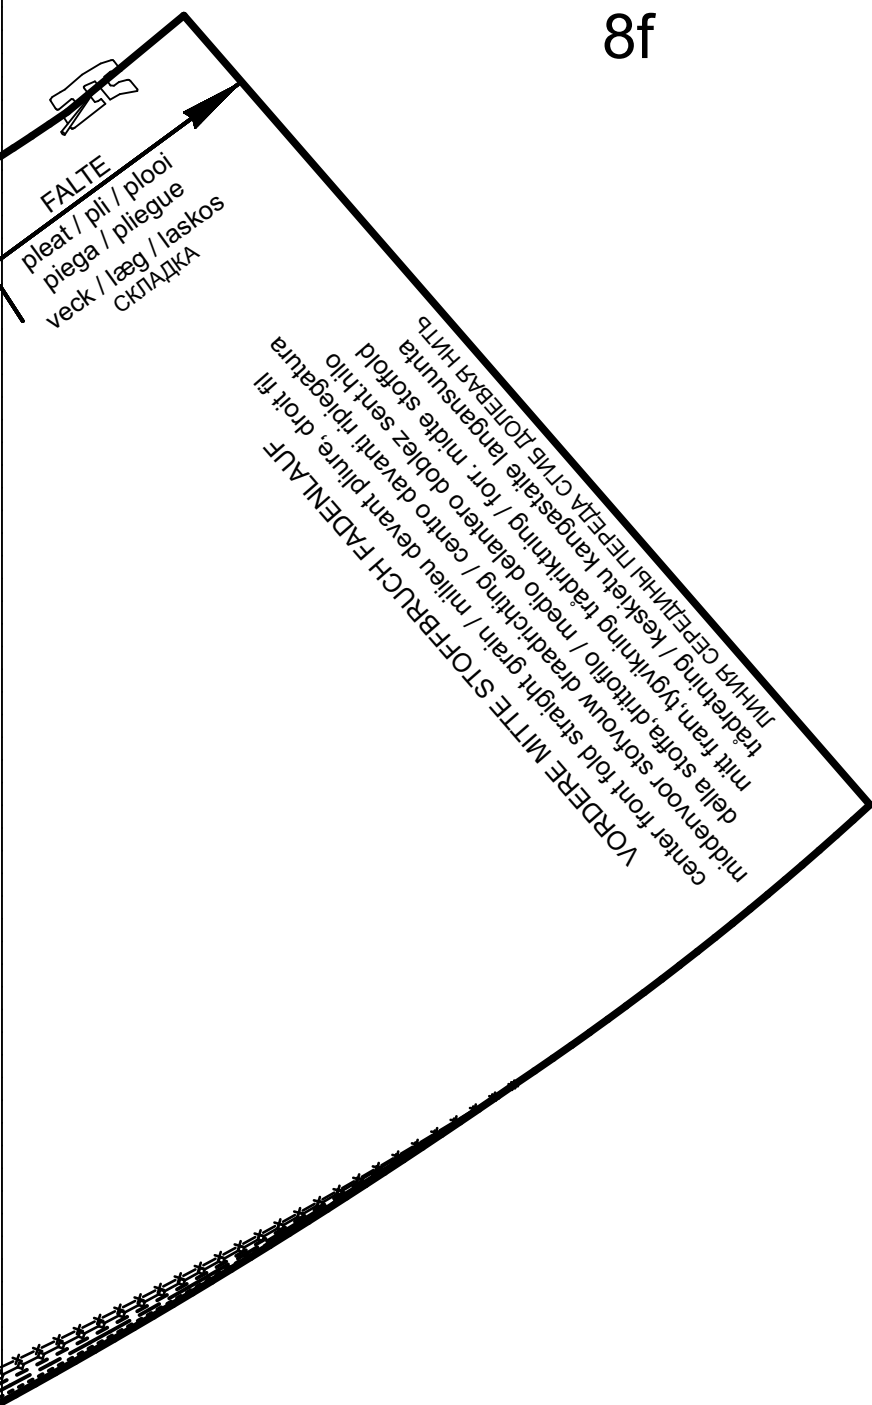 8f
FALTE
pleat / pli / plooi
piega / pliegue
veck / læg / laskos
СКЛАДКА
VORDERE MITTE STOFFBRUCH FADENLAUF
center front fold straight grain / milieu devant pliure, droit fil
middenvoor stofvouw draadrichting / centro davanti ripiegatura
della stoffa,drittofilo / medio delantero doblez sent.hilo
mitt fram,tygvikning trådriktning / forr. midte stoffold
trådretning / keskietu kangastaite langansuunta
ЛИНИЯ СЕРЕДИНЫ ПЕРЕДА СГИБ ДОЛЕВАЯ НИТЬ